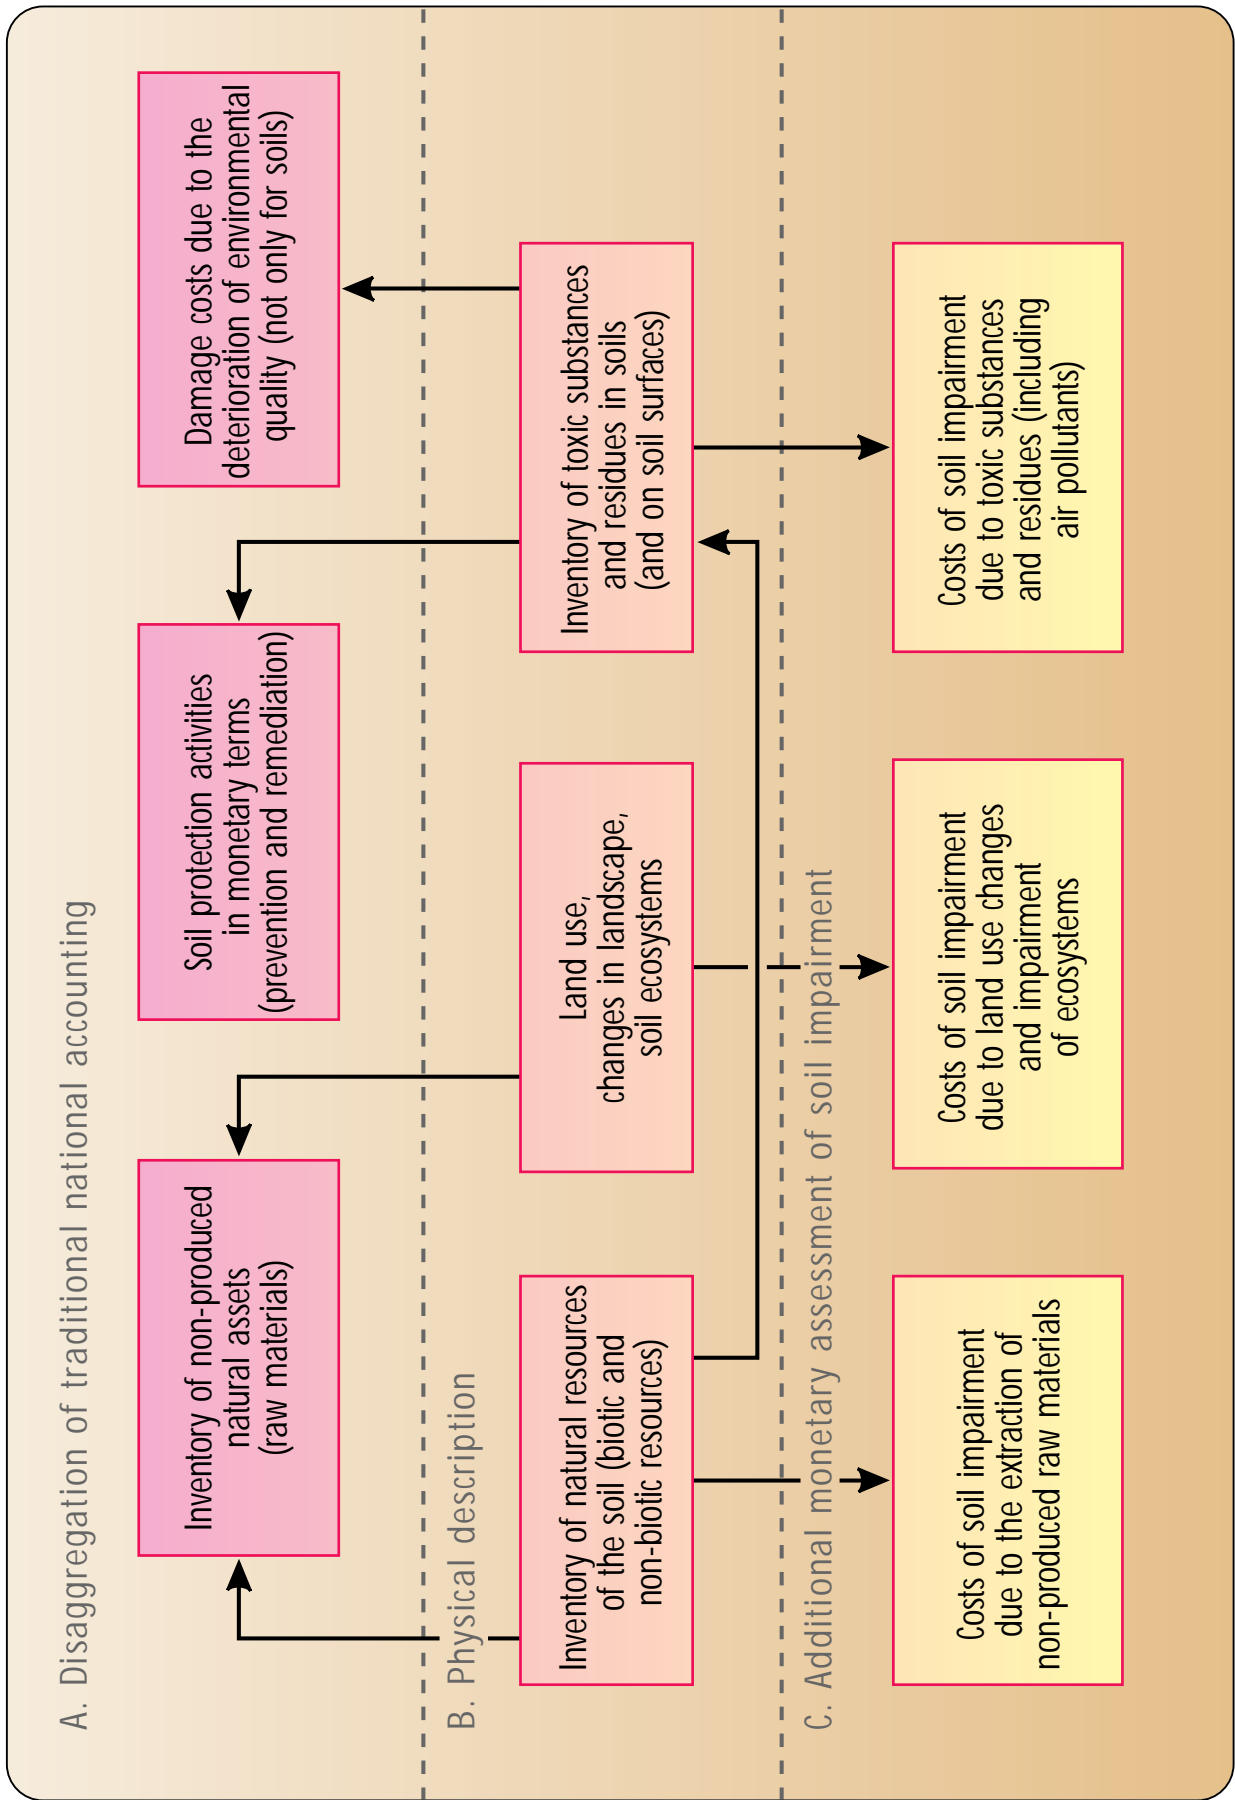 A. Disaggregation of traditional national accounting
Inventory of non-produced
natural assets
(raw materials)
Soil protection activities
in monetary terms
(prevention and remediation)
Damage costs due to the
deterioration of environmental
quality (not only for soils)
B. Physical description
Inventory of natural resources
of the soil (biotic and
non-biotic resources)
Land use,
changes in landscape,
soil ecosystems
Inventory of toxic substances
and residues in soils
(and on soil surfaces)
C. Additional monetary assessment of soil impairment
Costs of soil impairment
due to the extraction of
non-produced raw materials
Costs of soil impairment
due to land use changes
and impairment
of ecosystems
Costs of soil impairment
due to toxic substances
and residues (including
air pollutants)